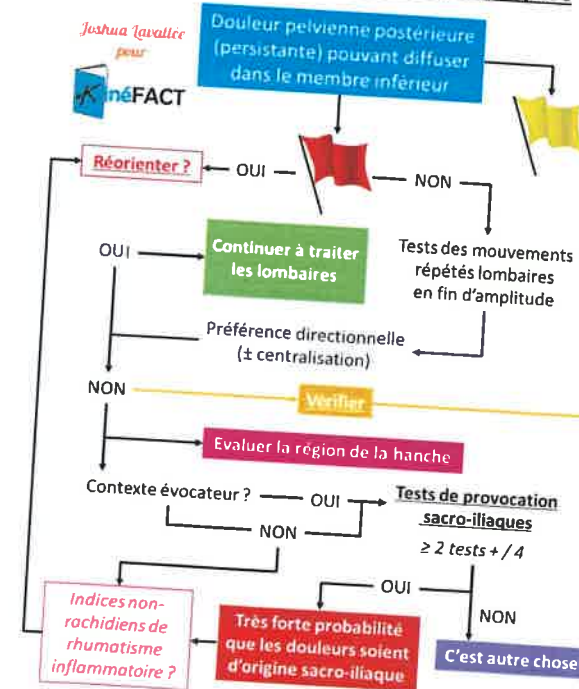 Joshua Lavallée
pour
KinéFACT
Douleur pelvienne postérieure
(persistante) pouvant diffuser
dans le membre inférieur
Réorienter ?
OUI
NON
OUI
Continuer à traiter
les lombaires
Tests des mouvements
répétés lombaires
en fin d'amplitude
Préférence directionnelle
(± centralisation)
NON
Vérifier
Evaluer la région de la hanche
Contexte évocateur ?
OUI
NON
Tests de provocation
sacro-iliaques
≥ 2 tests + / 4
OUI
NON
Indices non-
rachidiens de
rhumatisme
inflammatoire ?
Très forte probabilité
que les douleurs soient
d'origine sacro-iliaque
C'est autre chose